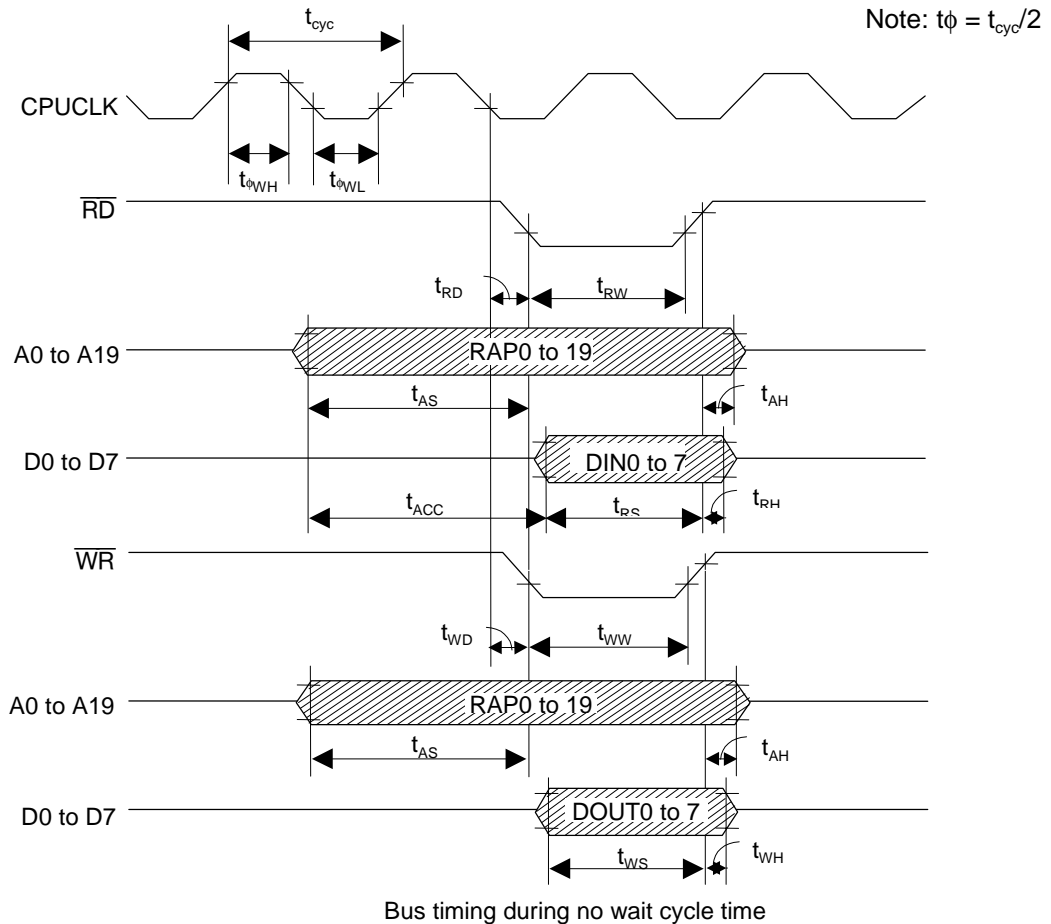 Note: tϕ = tcyc/2
tcyc
CPUCLK
tϕWH
tϕWL
RD
tRD
tRW
A0 to A19
RAP0 to 19
tAS
tAH
D0 to D7
DIN0 to 7
tACC
tRS
tRH
WR
tWD
tWW
A0 to A19
RAP0 to 19
tAS
tAH
D0 to D7
DOUT0 to 7
tWS
tWH
Bus timing during no wait cycle time